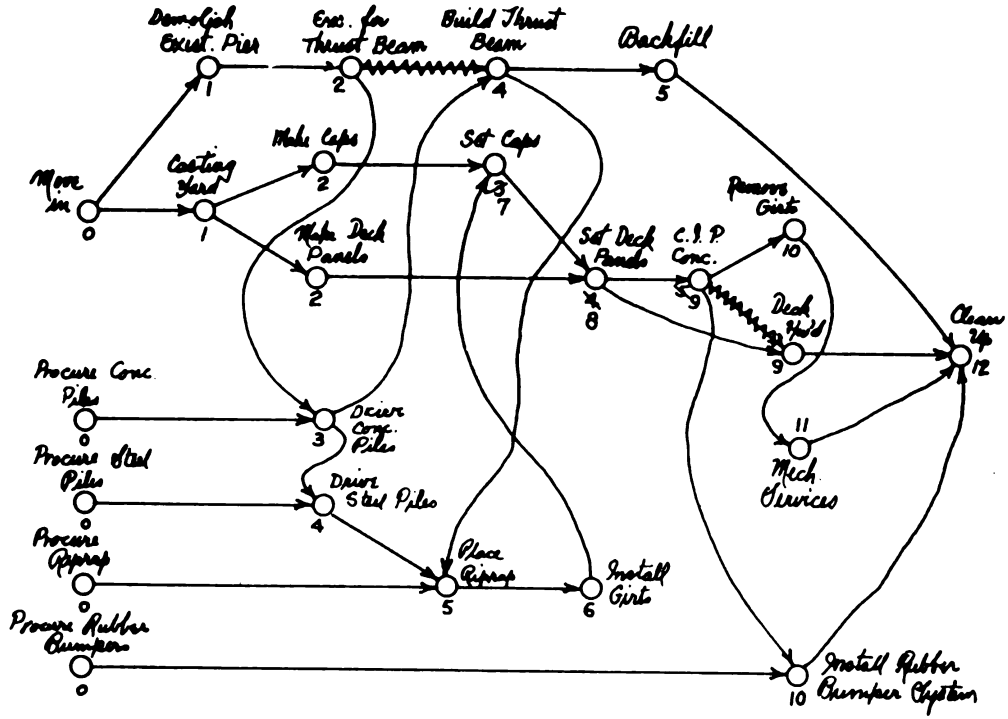 Demolish
Exist. Pier
1
Exc. for
Thrust Beam
2
Build Thrust
Beam
4
Backfill
5
Move
in
0
Casting
Yard
1
Make Caps
2
Set Caps
3
7
Make Deck
Panels
2
Set Deck
Panels
4
8
C.I.P.
Conc.
5
9
Remove
Girts
10
Deck
9
Clean
Up
12
Procure Conc.
Piles
0
3
Drive
Conc.
Piles
11
Mech.
Services
Procure Steel
Piles
0
4
Drive
Steel Piles
Procure
Riprap
0
5
Place
Riprap
6
Install
Girts
Procure Rubber
Bumpers
0
10
Install Rubber
Bumper System